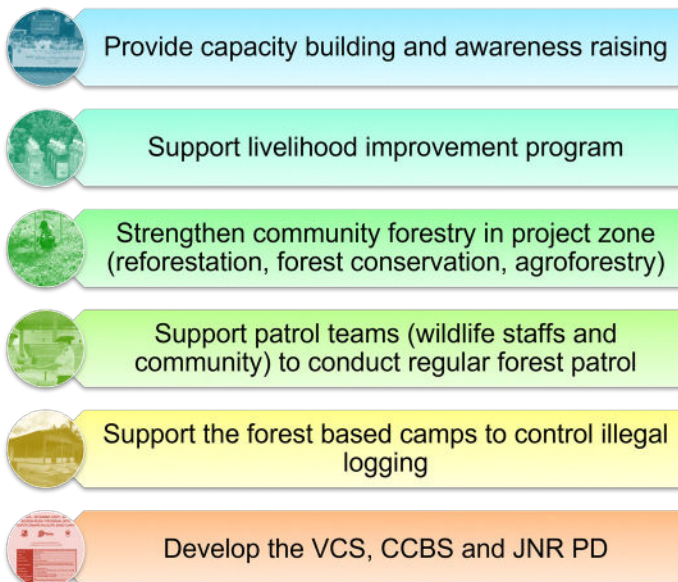 Provide capacity building and awareness raising
Support livelihood improvement program
Strengthen community forestry in project zone
(reforestation, forest conservation, agroforestry)
Support patrol teams (wildlife staffs and
community) to conduct regular forest patrol
Support the forest based camps to control illegal
logging
Develop the VCS, CCBS and JNR PD